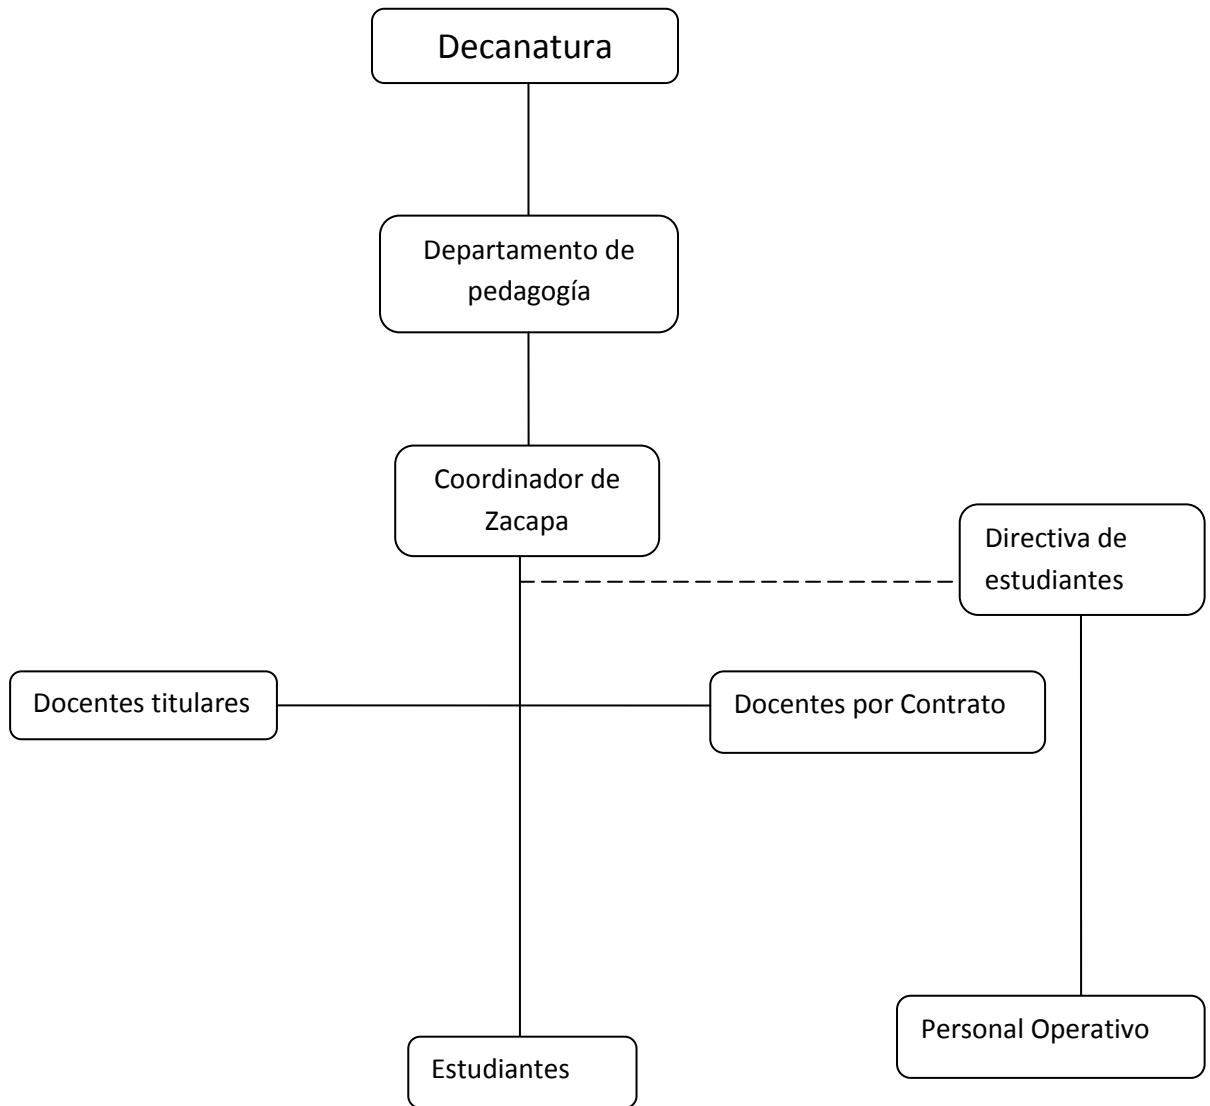 Decanatura
Departamento de
pedagogía
Coordinador de
Zacapa
Directiva de
estudiantes
Docentes titulares
Docentes por Contrato
Personal Operativo
Estudiantes